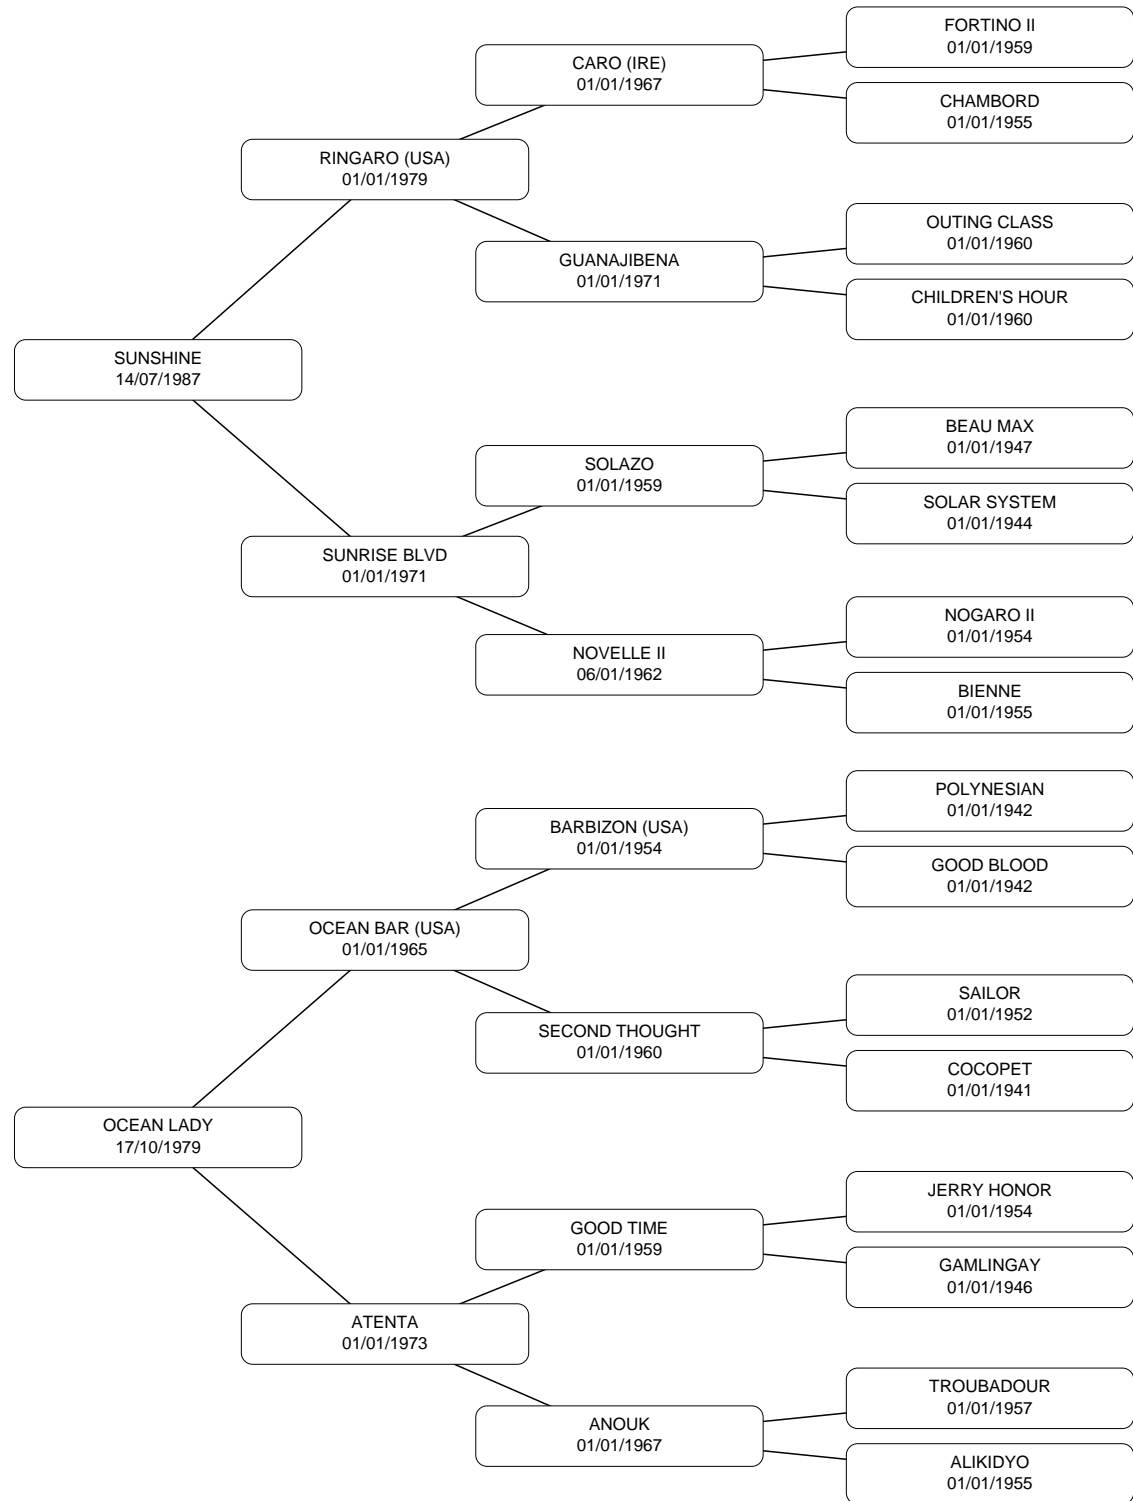 FORTINO II
01/01/1959
CARO (IRE)
01/01/1967
CHAMBORD
01/01/1955
RINGARO (USA)
01/01/1979
OUTING CLASS
01/01/1960
GUANAJIBENA
01/01/1971
CHILDREN'S HOUR
01/01/1960
SUNSHINE
14/07/1987
BEAU MAX
01/01/1947
SOLAZO
01/01/1959
SOLAR SYSTEM
01/01/1944
SUNRISE BLVD
01/01/1971
NOGARO II
01/01/1954
NOVELLE II
06/01/1962
BIENNE
01/01/1955
POLYNESIAN
01/01/1942
BARBIZON (USA)
01/01/1954
GOOD BLOOD
01/01/1942
OCEAN BAR (USA)
01/01/1965
SAILOR
01/01/1952
SECOND THOUGHT
01/01/1960
COCOPET
01/01/1941
OCEAN LADY
17/10/1979
JERRY HONOR
01/01/1954
GOOD TIME
01/01/1959
GAMLINGAY
01/01/1946
ATENTA
01/01/1973
TROUBADOUR
01/01/1957
ANOUK
01/01/1967
ALIKIDYO
01/01/1955